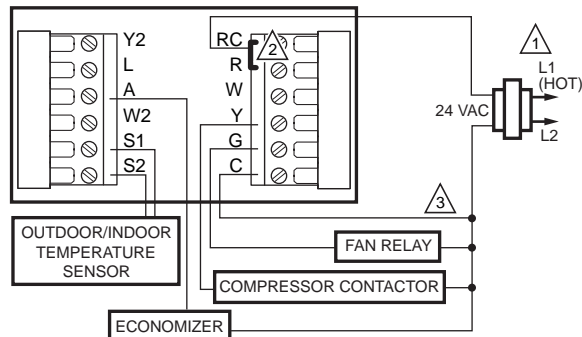 Y2
L
A
W2
S1
S2
RC
R
W
Y
G
C
2
1
L1
(HOT)
24 VAC
L2
3
OUTDOOR/INDOOR
TEMPERATURE
SENSOR
FAN RELAY
COMPRESSOR CONTACTOR
ECONOMIZER